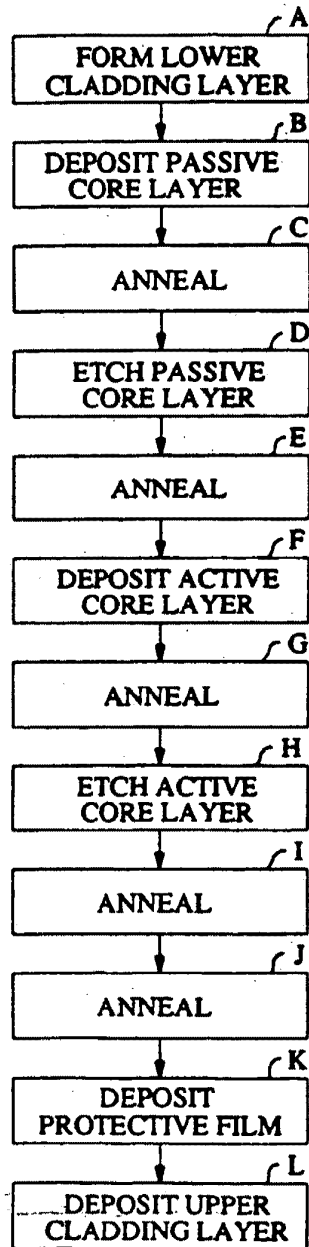 A
FORM LOWER
CLADDING LAYER
B
DEPOSIT PASSIVE
CORE LAYER
C
ANNEAL
D
ETCH PASSIVE
CORE LAYER
E
ANNEAL
F
DEPOSIT ACTIVE
CORE LAYER
G
ANNEAL
H
ETCH ACTIVE
CORE LAYER
I
ANNEAL
J
ANNEAL
K
DEPOSIT
PROTECTIVE FILM
L
DEPOSIT UPPER
CLADDING LAYER